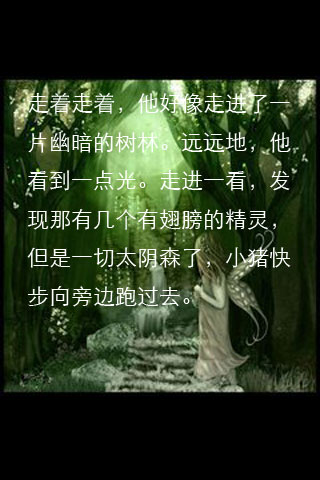 走着走着，他好像走进了一
片幽暗的树林。远远地，他
看到一点光。走进一看，发
现那有几个有翅膀的精灵，
但是一切太阴森了，小猪快
步向旁边跑过去。